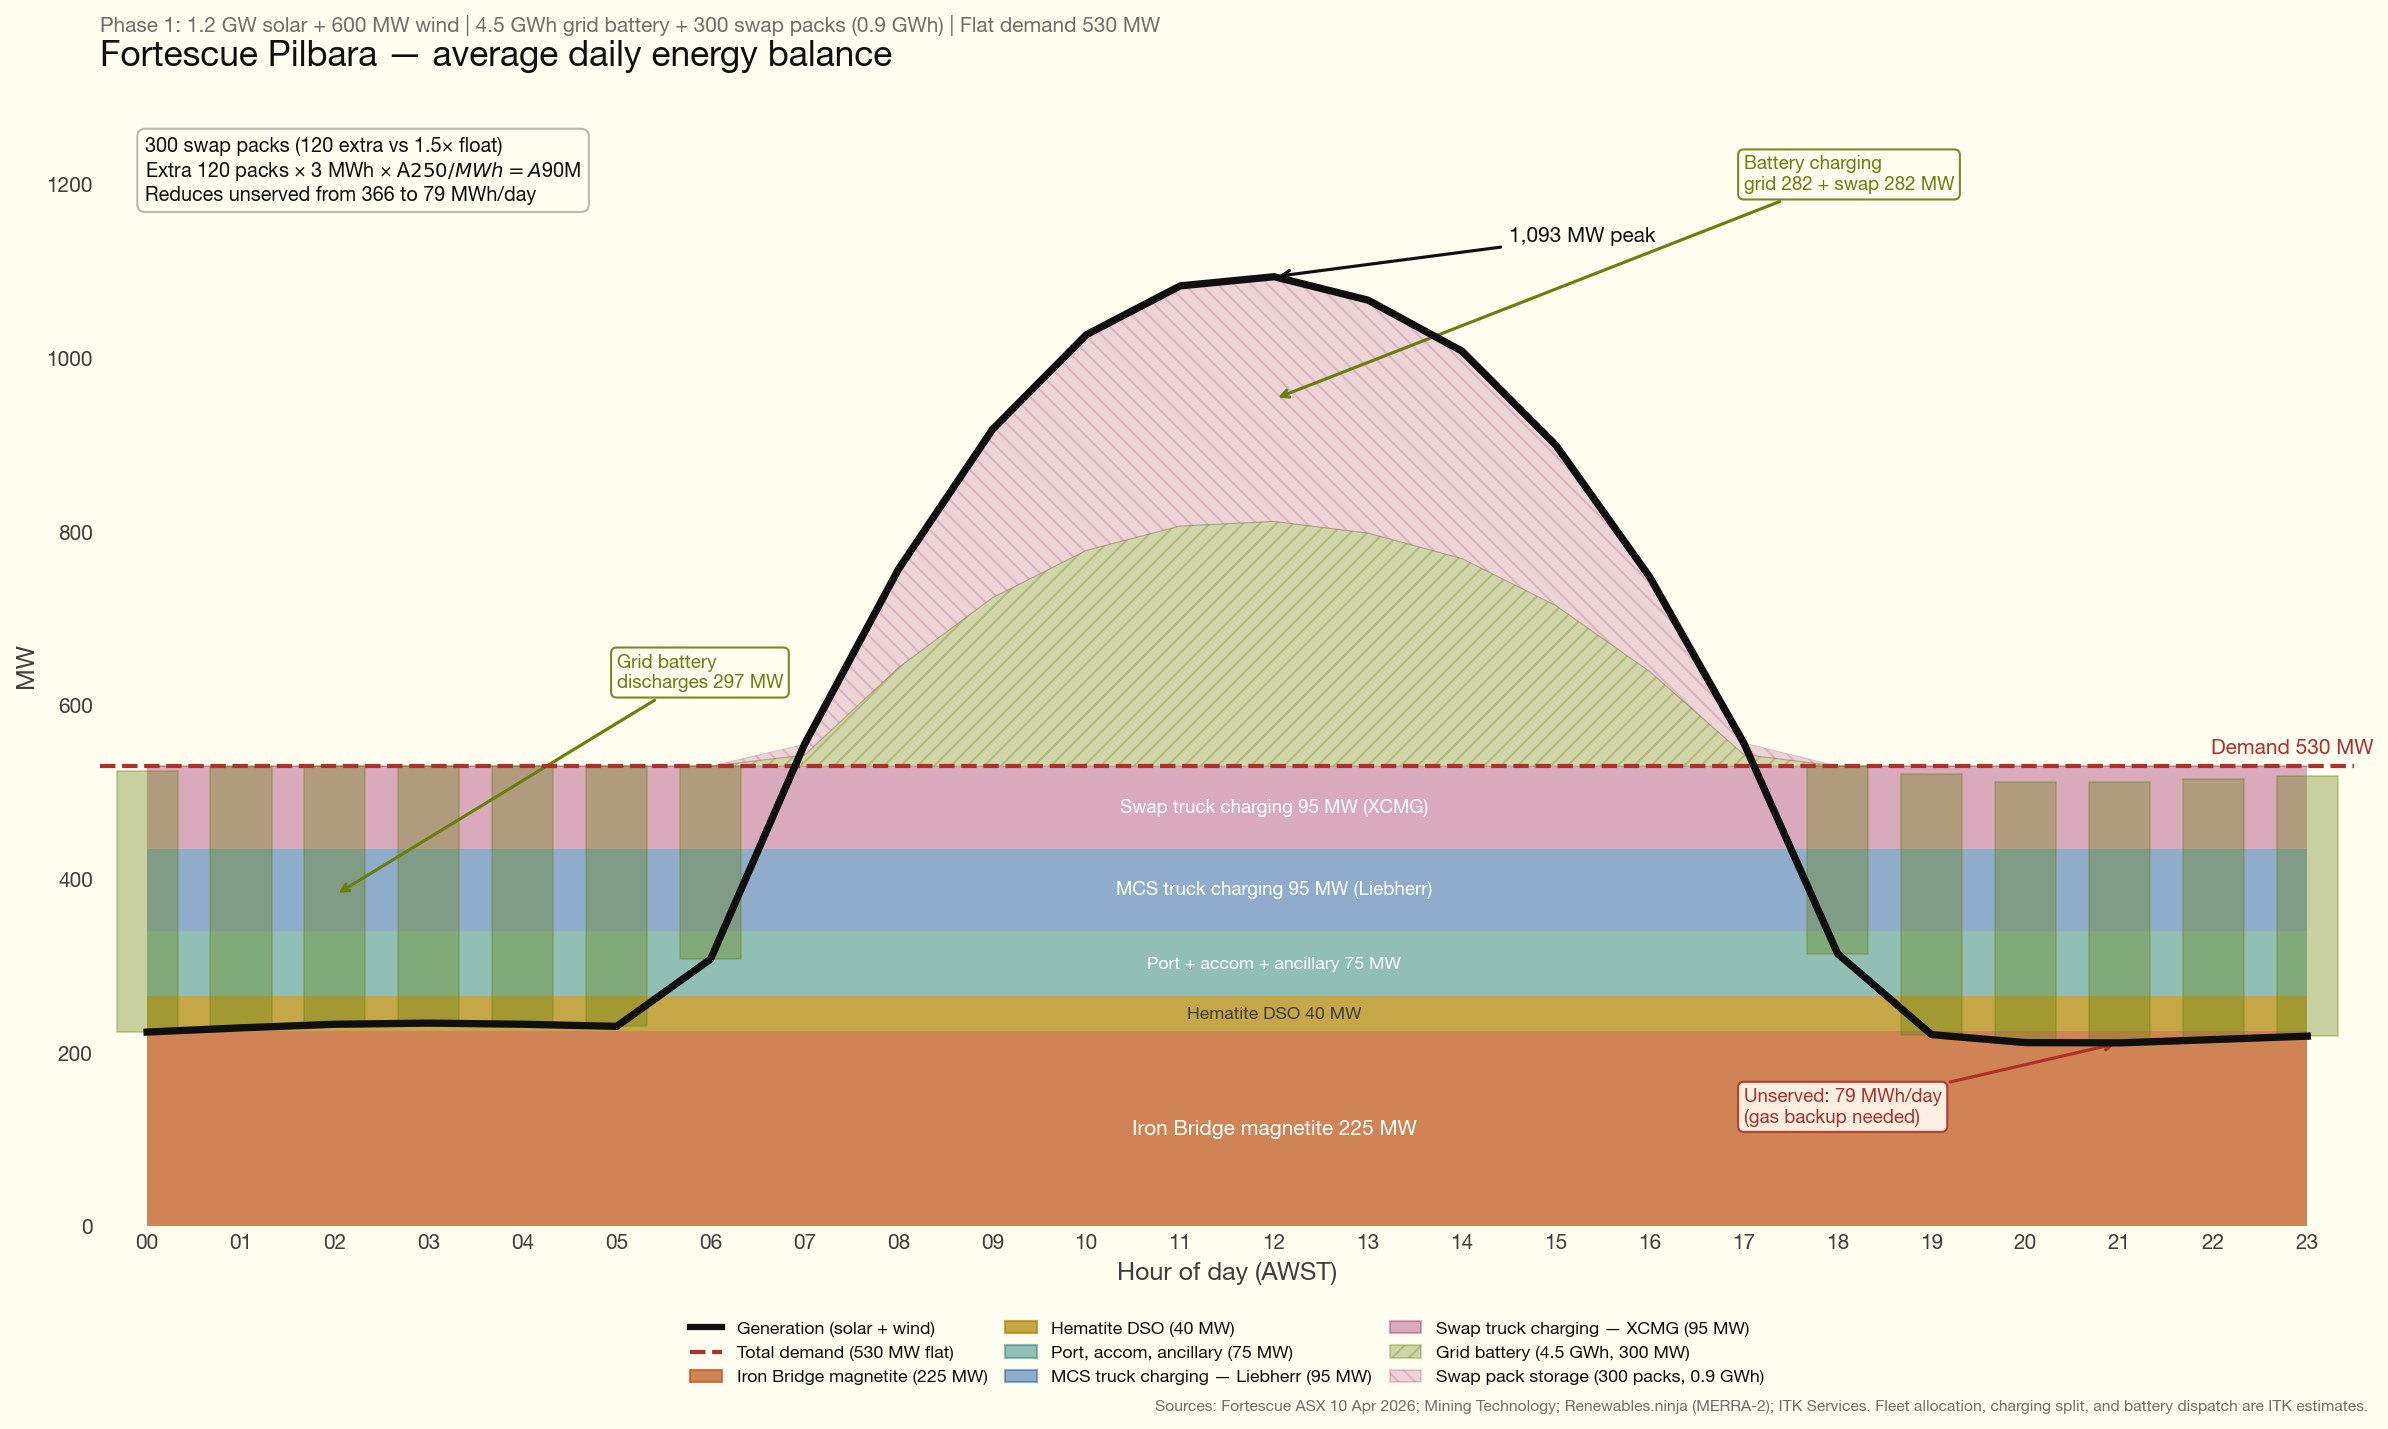 Phase 1: 1.2 GW solar + 600 MW wind | 4.5 GWh grid battery + 300 swap packs (0.9 GWh) | Flat demand 530 MW
Fortescue Pilbara — average daily energy balance
300 swap packs (120 extra vs 1.5× float)
Extra 120 packs × 3 MWh × A250/MWh = A90M
Reduces unserved from 366 to 79 MWh/day
Battery charging
grid 282 + swap 282 MW
1,093 MW peak
Grid battery
discharges 297 MW
Demand 530 MW
Swap truck charging 95 MW (XCMG)
MCS truck charging 95 MW (Liebherr)
Port + accom + ancillary 75 MW
Hematite DSO 40 MW
Iron Bridge magnetite 225 MW
Unserved: 79 MWh/day
(gas backup needed)
MW
1200
1000
800
600
400
200
0
00 01 02 03 04 05 06 07 08 09 10 11 12 13 14 15 16 17 18 19 20 21 22 23
Hour of day (AWST)
Generation (solar + wind)
Total demand (530 MW flat)
Iron Bridge magnetite (225 MW)
Hematite DSO (40 MW)
Port, accom, ancillary (75 MW)
MCS truck charging — Liebherr (95 MW)
Swap truck charging — XCMG (95 MW)
Grid battery (4.5 GWh, 300 MW)
Swap pack storage (300 packs, 0.9 GWh)
Sources: Fortescue ASX 10 Apr 2026; Mining Technology; Renewables.ninja (MERRA-2); ITK Services. Fleet allocation, charging split, and battery dispatch are ITK estimates.